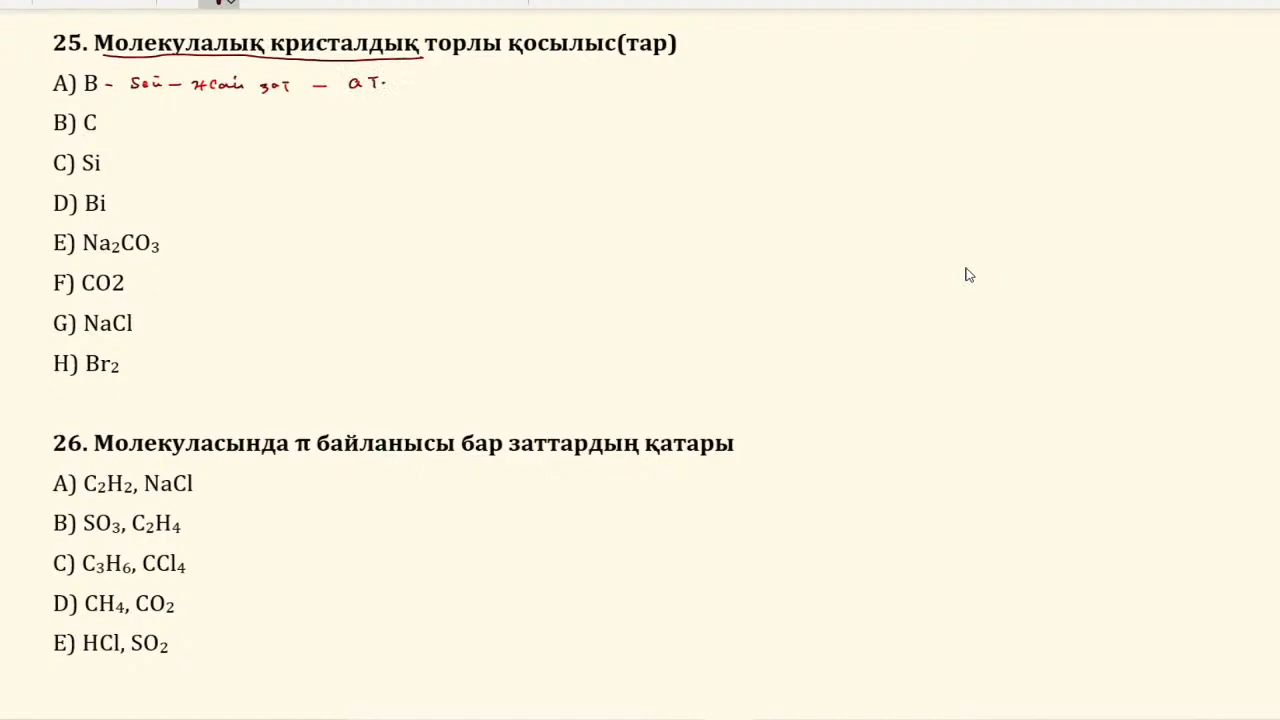 25. Молекулалық кристалдық торлы қосылыс(тар)
A) B - бей - жай зат - ат.
B) C
C) Si
D) Bi
E) Na₂CO₃
F) CO2
G) NaCl
H) Br₂
26. Молекуласында π байланысы бар заттардың қатары
A) C₂H₂, NaCl
B) SO₃, C₂H₄
C) C₃H₆, CCl₄
D) CH₄, CO₂
E) HCl, SO₂